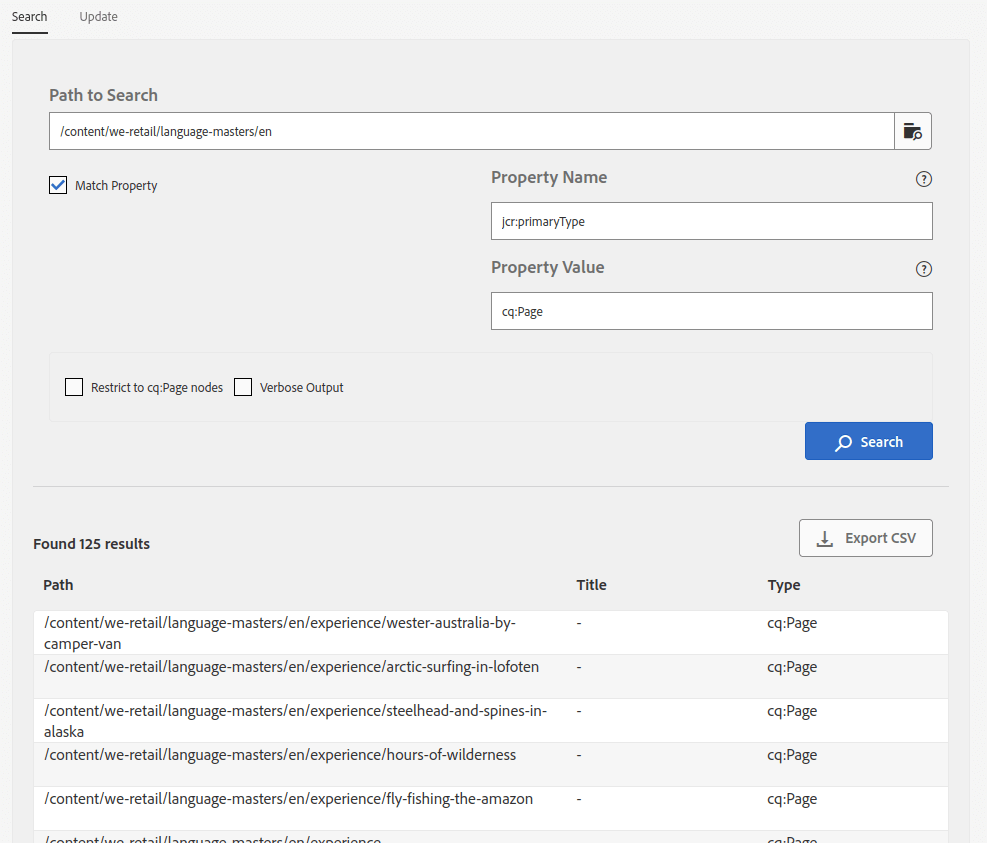 Search Update
Path to Search
/content/we-retail/language-masters/en
Match Property
Property Name
?
jcr:primaryType
Property Value
?
cq:Page
Restrict to cq:Page nodes Verbose Output
Search
Found 125 results
Export CSV
Path Title Type
/content/we-retail/language-masters/en/experience/wester-australia-by-
camper-van
- cq:Page
/content/we-retail/language-masters/en/experience/arctic-surfing-in-lofoten - cq:Page
/content/we-retail/language-masters/en/experience/steelhead-and-spines-in-
alaska
- cq:Page
/content/we-retail/language-masters/en/experience/hours-of-wilderness - cq:Page
/content/we-retail/language-masters/en/experience/fly-fishing-the-amazon - cq:Page
/content/we-retail/language-masters/en/experience - cq:Page